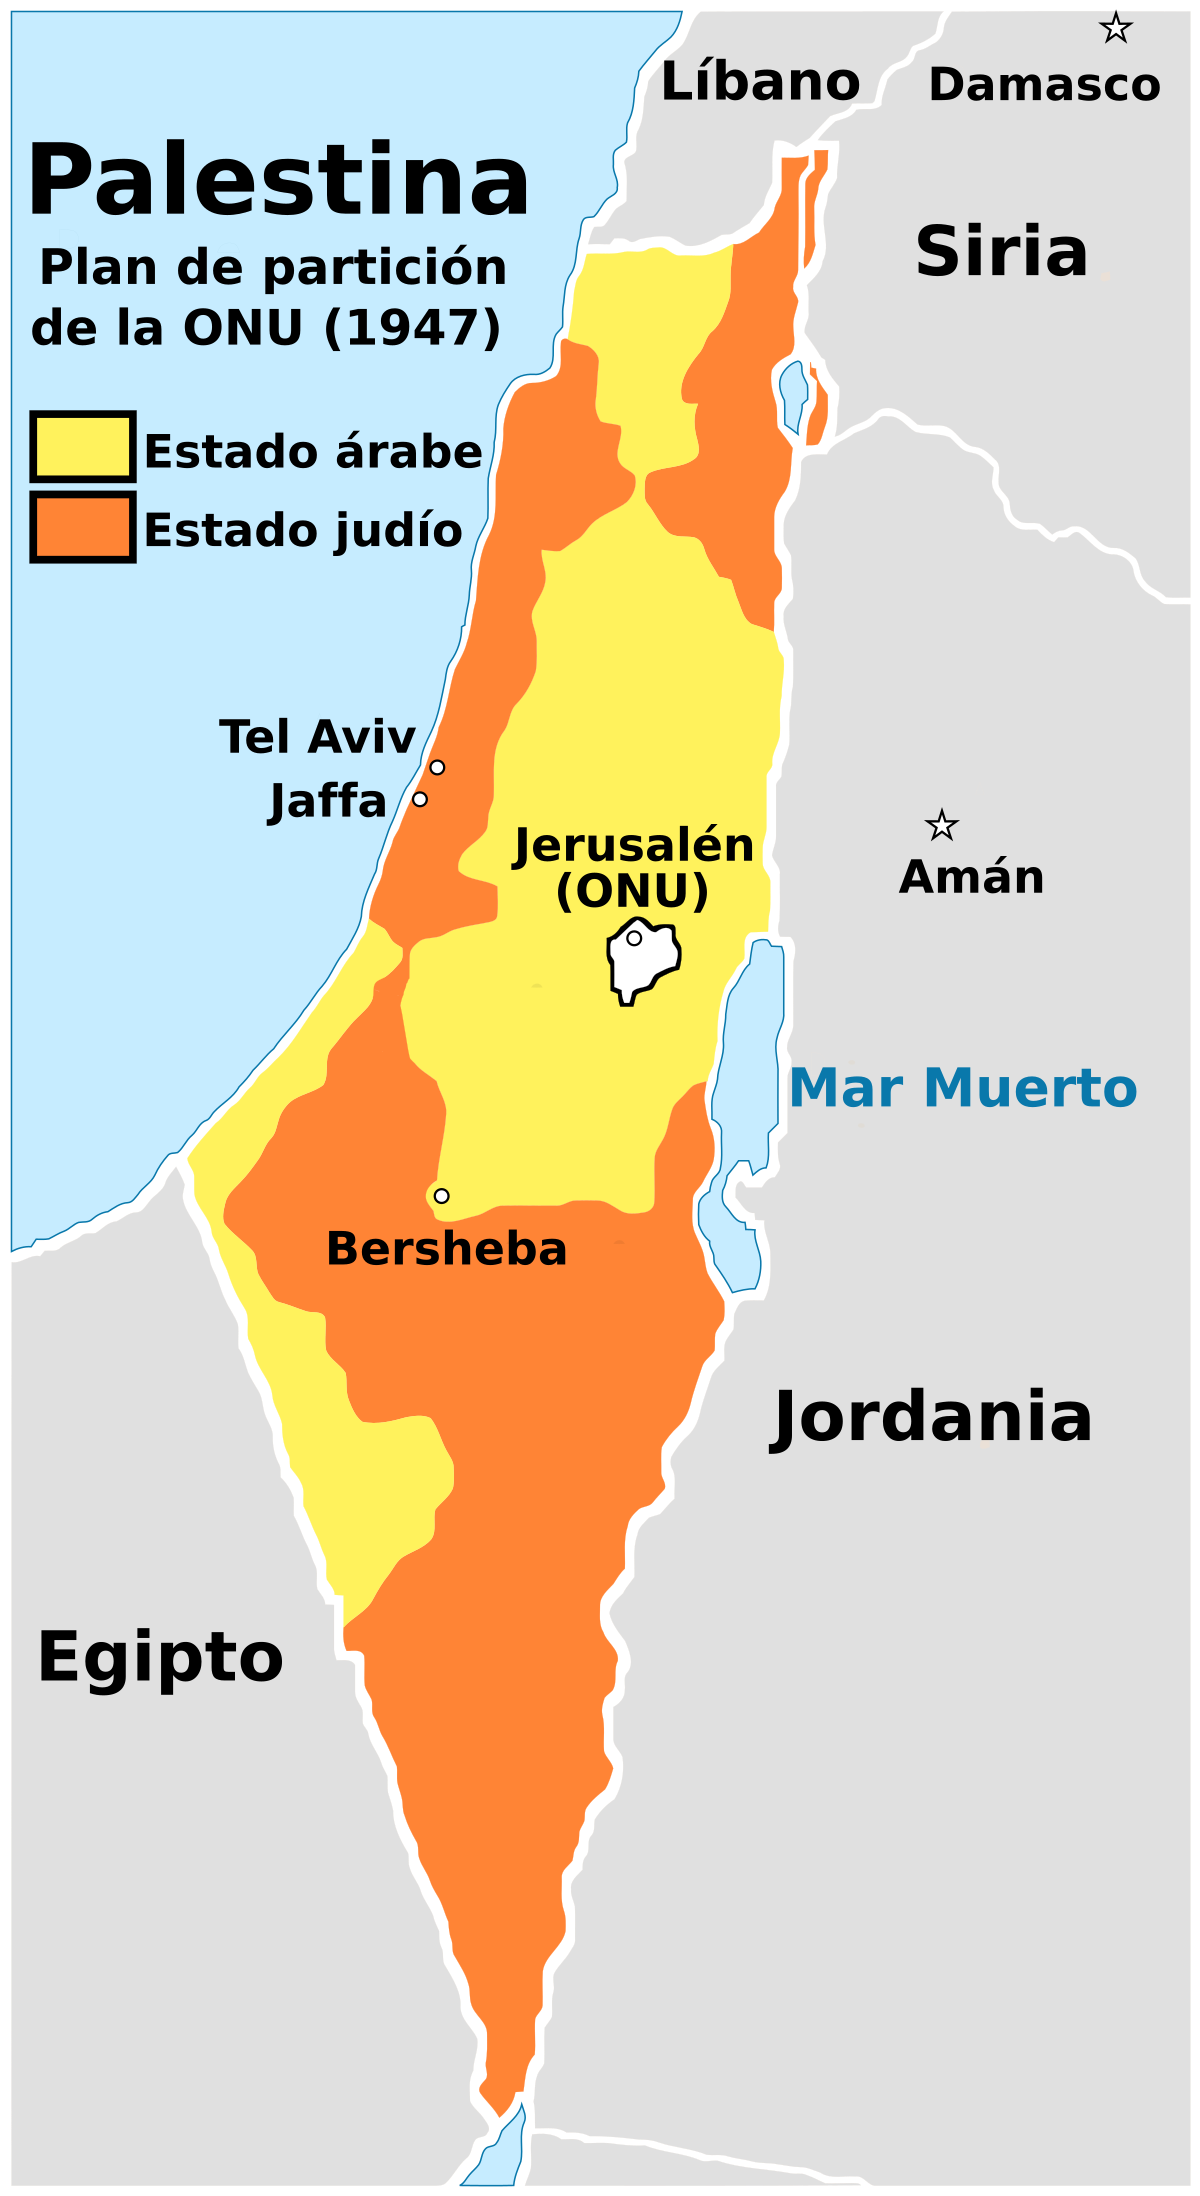 Líbano
Damasco
Palestina
Plan de partición
de la ONU (1947)
Siria
Estado árabe
Estado judío
Tel Aviv
Jaffa
Jerusalén
(ONU)
Amán
Mar Muerto
Bersheba
Jordania
Egipto